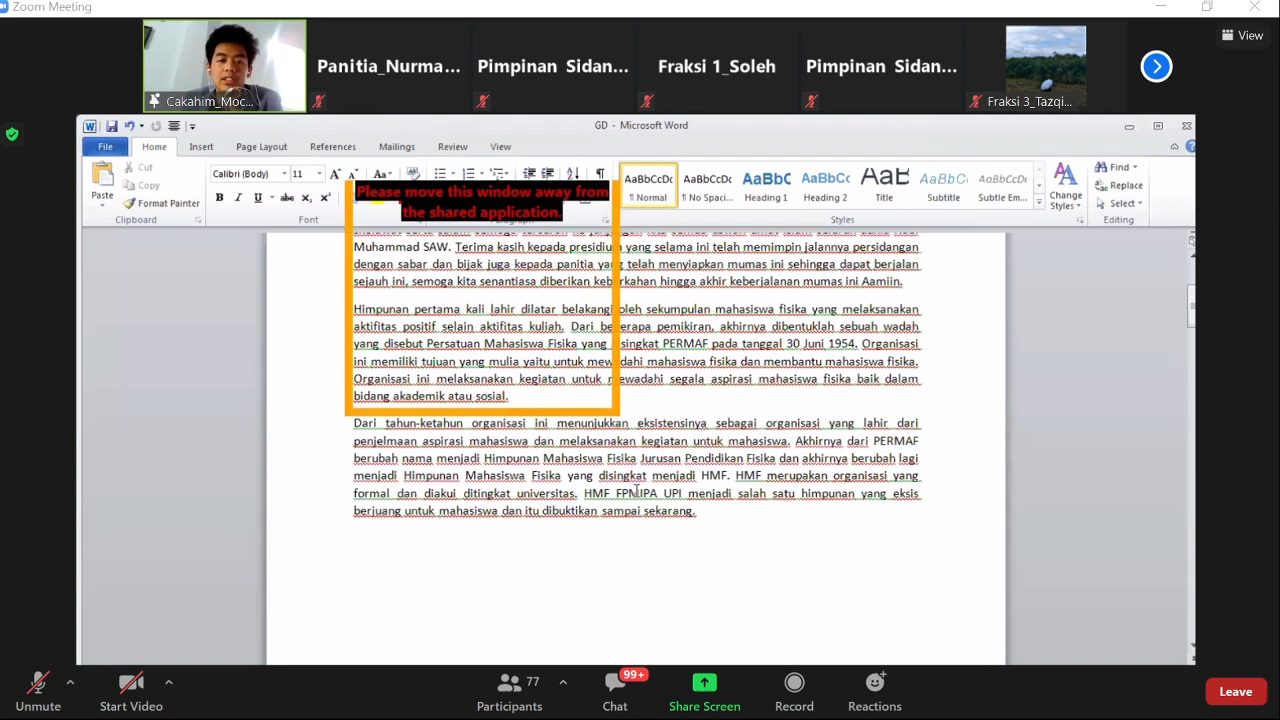 Zoom Meeting
View
Panitia_Nurma...
Pimpinan Sidan...
Fraksi 1_Soleh
Pimpinan Sidan...
Cakahim_Moc...
Fraksi 3_Tazqi...
GD - Microsoft Word
File Home Insert Page Layout References Mailings Review View
Paste
Cut
Copy
Format Painter
Clipboard
Calibri (Body) 11
B I U abc x₂ x²
Font
Please move this window away from
the shared application.
AaBbCcDc AaBbCcDc AaBbC AaBbCc AaB AaBbCc. AaBbCcDc
¶ Normal ¶ No Spaci... Heading 1 Heading 2 Title Subtitle Subtle Em...
Change
Styles
Styles
Find
Replace
Select
Editing
Muhammad SAW. Terimakasih kepada presidium yang selama ini telah memimpin jalannya persidangan
dengan sabar dan bijak juga kepada panitia yang telah menyiapkan mumas ini sehingga dapat berjalan
sejauh ini, semoga kita senantiasa diberikan keberkahan hingga akhir keberjalanan mumas ini Aamiin.
Himpunan pertama kali lahir dilatar belakangi oleh sekumpulan mahasiswa fisika yang melaksanakan
aktifitas positif selain aktifitas kuliah. Dari beberapa pemikiran, akhirnya dibentuklah sebuah wadah
yang disebut Persatuan Mahasiswa Fisika yang disingkat PERMAF pada tanggal 30 Juni 1954. Organisasi
ini memiliki tujuan yang mulia yaitu untuk mewadahi mahasiswa fisika dan membantu mahasiswa fisika.
Organisasi ini melaksanakan kegiatan untuk mewadahi segala aspirasi mahasiswa fisika baik dalam
bidang akademik atau sosial.
Dari tahun-ketahun organisasi ini menunjukkan eksistensinya sebagai organisasi yang lahir dari
penjelmaan aspirasi mahasiswa dan melaksanakan kegiatan untuk mahasiswa. Akhirnya dari PERMAF
berubah nama menjadi Himpunan Mahasiswa Fisika Jurusan Pendidikan Fisika dan akhirnya berubah lagi
menjadi Himpunan Mahasiswa Fisika yang disingkat menjadi HMF. HMF merupakan organisasi yang
formal dan diakui ditingkat universitas. HMF FPMIPA UPI menjadi salah satu himpunan yang eksis
berjuang untuk mahasiswa dan itu dibuktikan sampai sekarang.
Unmute
Start Video
77
Participants
99+
Chat
Share Screen
Record
Reactions
Leave